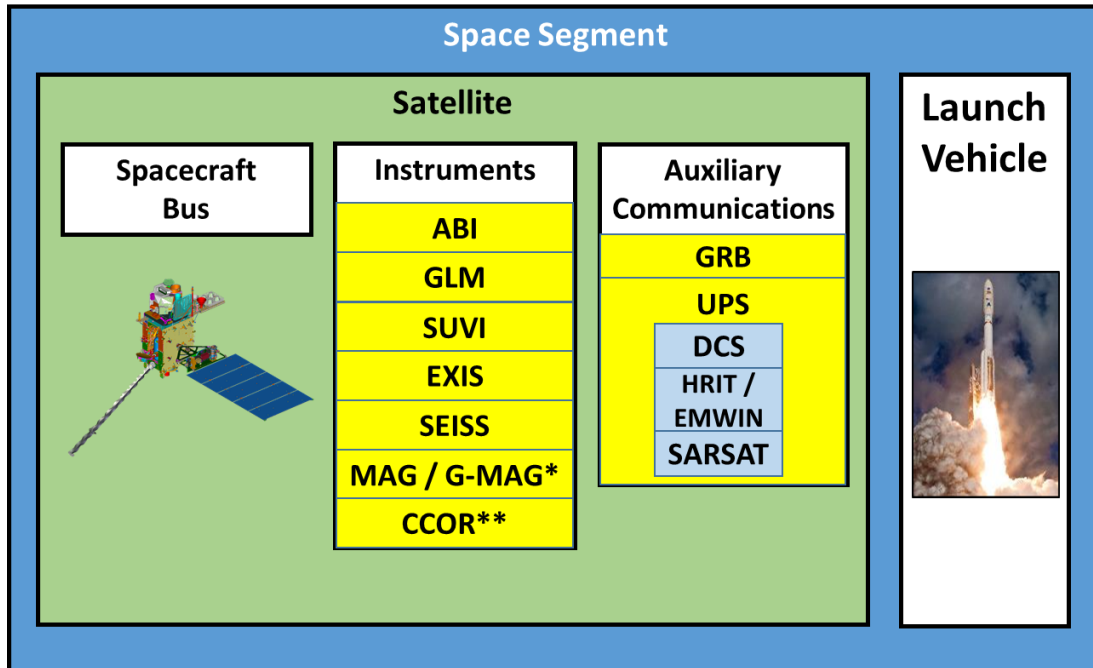 Space Segment
Satellite
Spacecraft
Bus
Instruments
ABI
GLM
SUVI
EXIS
SEISS
MAG / G-MAG*
CCOR**
Auxiliary
Communications
GRB
UPS
DCS
HRIT /
EMWIN
SARSAT
Launch
Vehicle